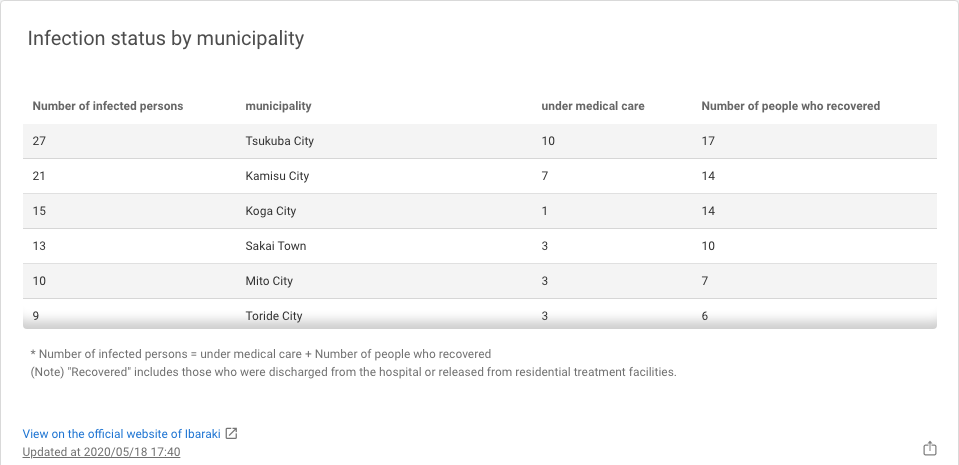 Infection status by municipality
Number of infected persons municipality under medical care Number of people who recovered
27 Tsukuba City 10 17
21 Kamisu City 7 14
15 Koga City 1 14
13 Sakai Town 3 10
10 Mito City 3 7
9 Toride City 3 6
* Number of infected persons = under medical care + Number of people who recovered
(Note) "Recovered" includes those who were discharged from the hospital or released from residential treatment facilities.
View on the official website of Ibaraki
Updated at 2020/05/18 17:40